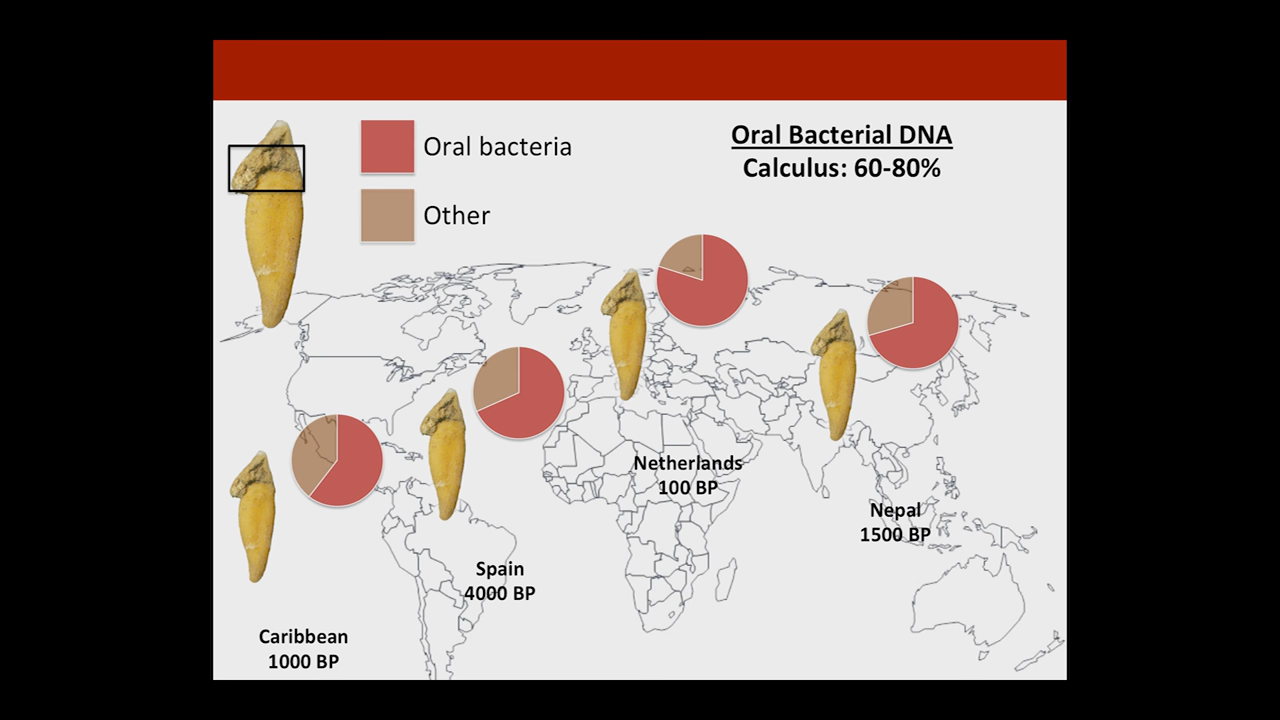 Oral bacteria
Other
Oral Bacterial DNA
Calculus: 60-80%
Netherlands
100 BP
Nepal
1500 BP
Spain
4000 BP
Caribbean
1000 BP